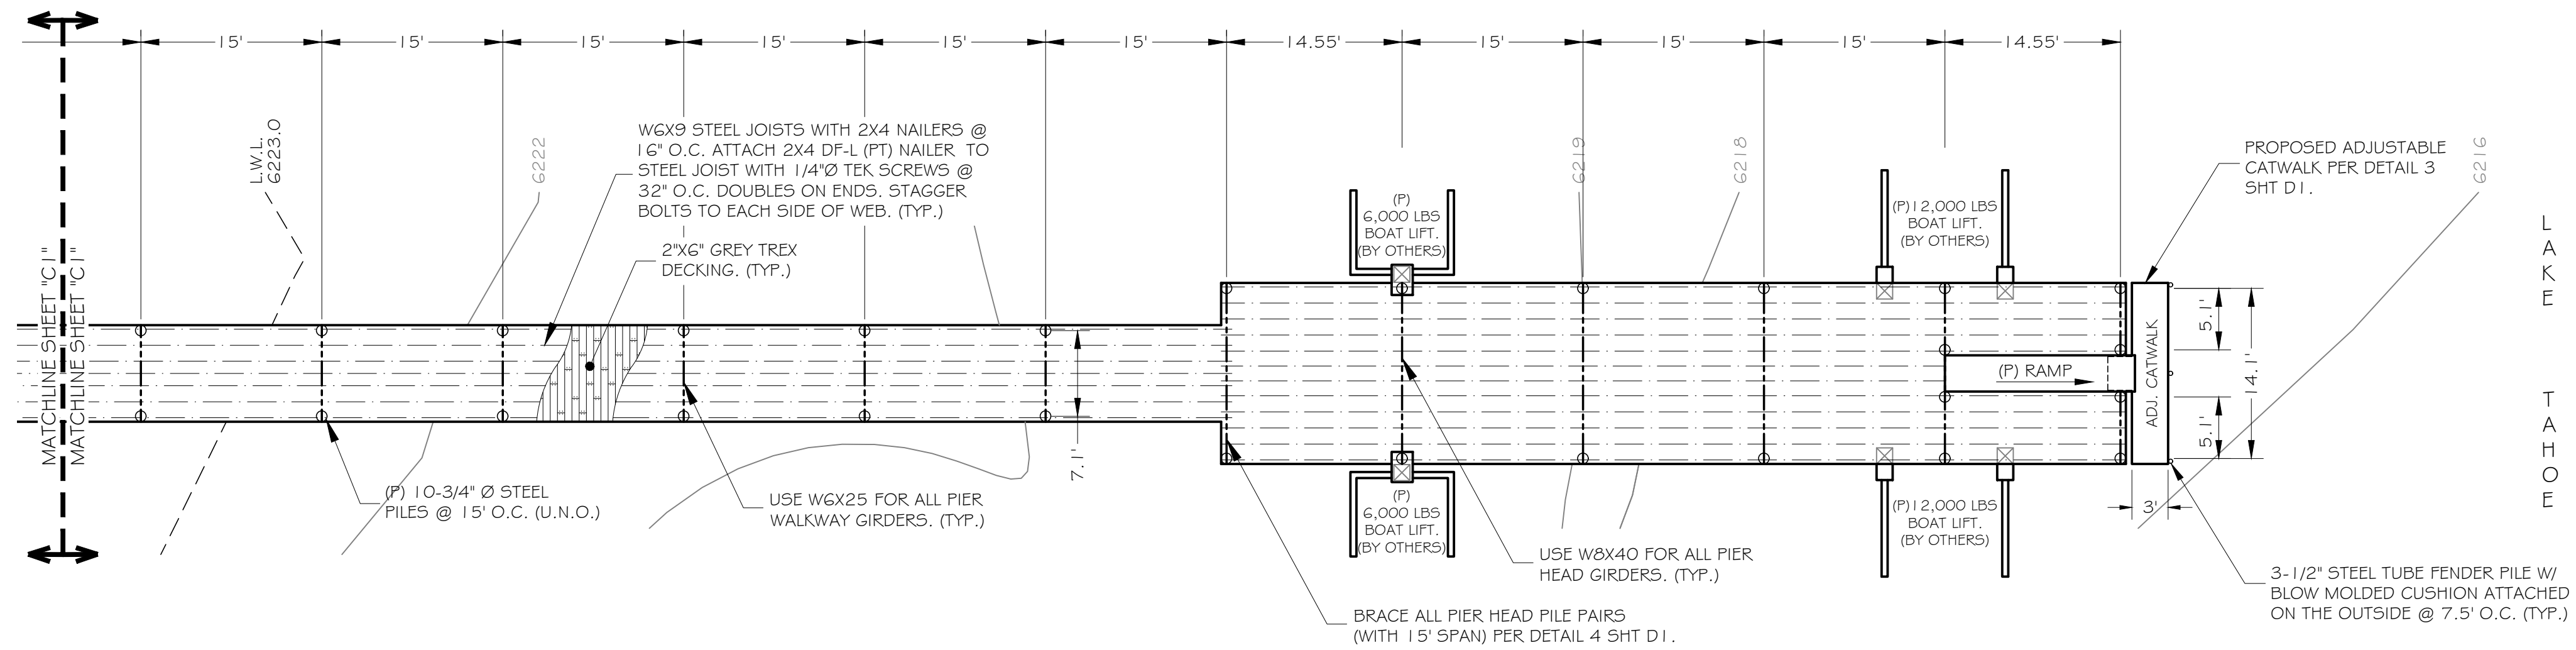 15'
15'
15'
15'
15'
15'
14.55'
15'
15'
15'
14.55'
MATCHLINE SHEET "C1"
MATCHLINE SHEET "C1"
L.W.L.
6223.0
6222
W6X9 STEEL JOISTS WITH 2X4 NAILERS @
16" O.C. ATTACH 2X4 DF-L (PT) NAILER TO
STEEL JOIST WITH 1/4"Ø TEK SCREWS @
32" O.C. DOUBLES ON ENDS. STAGGER
BOLTS TO EACH SIDE OF WEB. (TYP.)
2"X6" GREY TREX
DECKING. (TYP.)
(P) 10-3/4" Ø STEEL
PILES @ 15' O.C. (U.N.O.)
USE W6X25 FOR ALL PIER
WALKWAY GIRDERS. (TYP.)
7.1'
(P)
6,000 LBS
BOAT LIFT.
(BY OTHERS)
6219
6218
(P)12,000 LBS
BOAT LIFT.
(BY OTHERS)
PROPOSED ADJUSTABLE
CATWALK PER DETAIL 3
SHT D1.
6216
(P) RAMP
ADJ. CATWALK
5.1'
5.1'
14.1'
3'
(P)
6,000 LBS
BOAT LIFT.
(BY OTHERS)
(P)12,000 LBS
BOAT LIFT.
(BY OTHERS)
USE W8X40 FOR ALL PIER
HEAD GIRDERS. (TYP.)
BRACE ALL PIER HEAD PILE PAIRS
(WITH 15' SPAN) PER DETAIL 4 SHT D1.
3-1/2" STEEL TUBE FENDER PILE W/
BLOW MOLDED CUSHION ATTACHED
ON THE OUTSIDE @ 7.5' O.C. (TYP.)
LAKE TAHOE